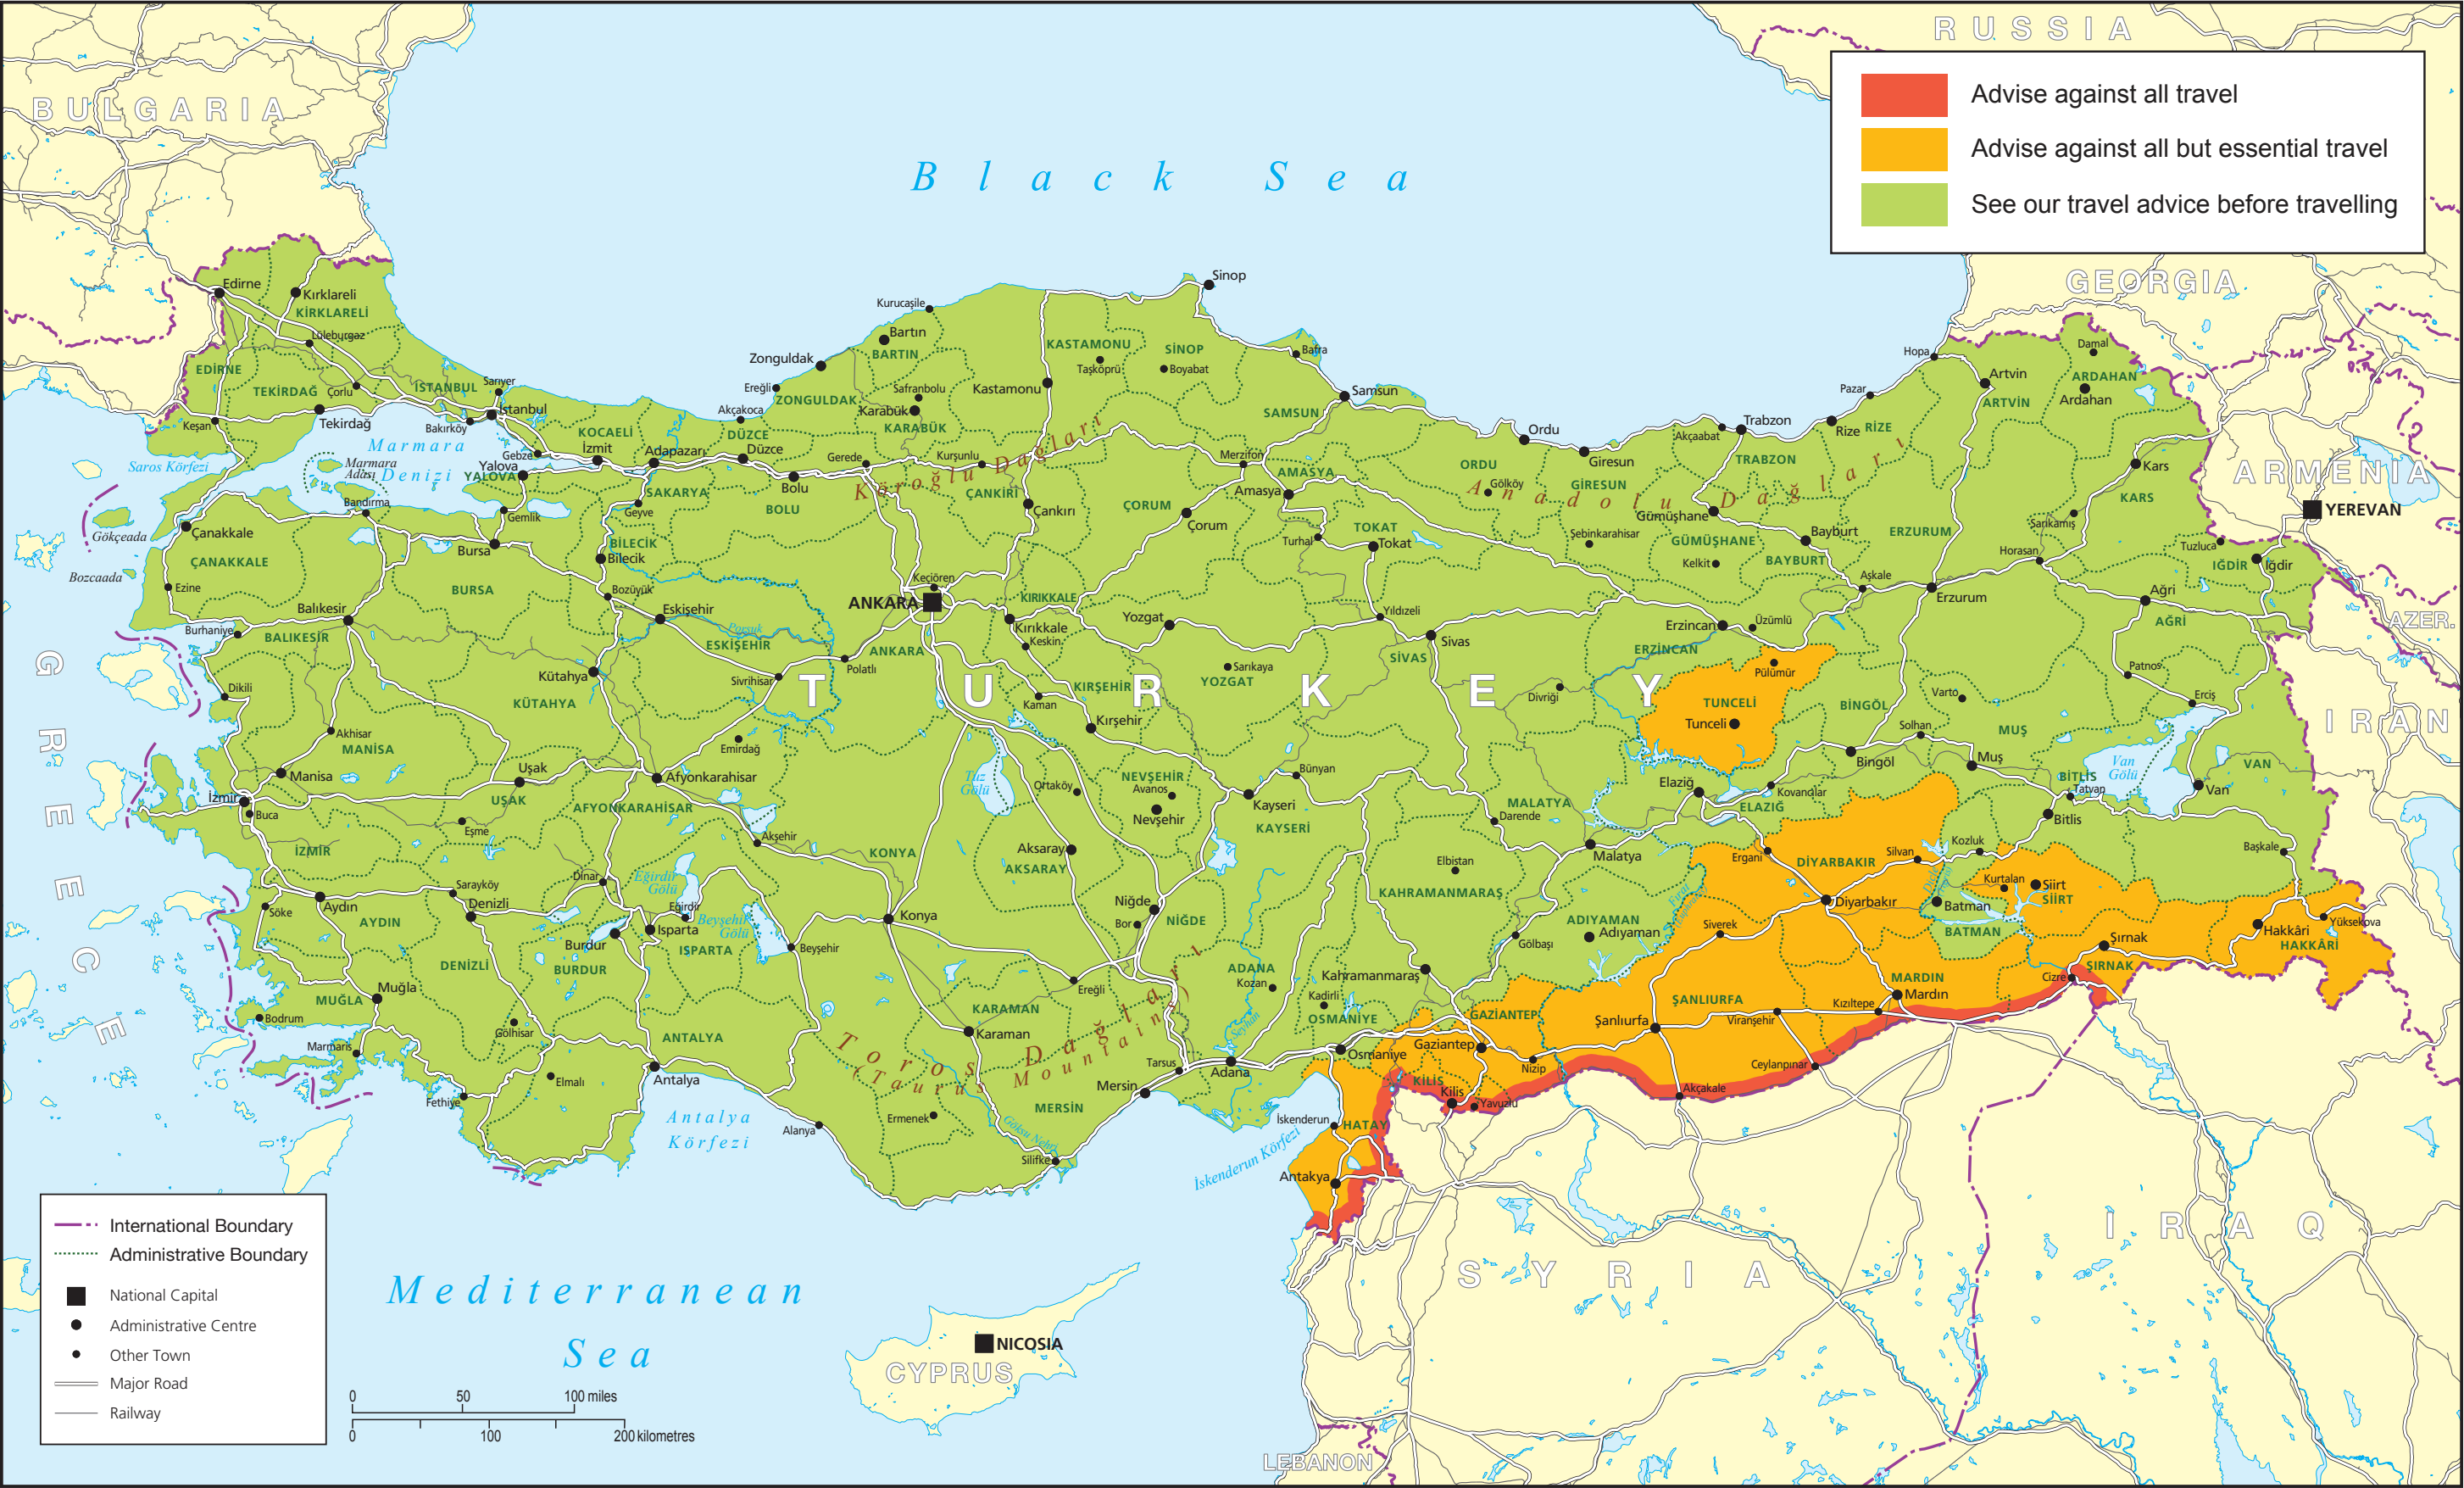 RUSSIA
Advise against all travel
Advise against all but essential travel
See our travel advice before travelling
BULGARIA
Black Sea
GEORGIA
ARMENIA
YEREVAN
AZER.
IRAN
IRAQ
SYRIA
LEBANON
CYPRUS
NICOSIA
GREECE
TURKEY
Mediterranean
Sea
Marmara
Denizi
Marmara
Adası
Saros Körfezi
Gökçeada
Bozcaada
Antalya
Körfezi
İskenderun Körfezi
Köroğlu Dağları
Anadolu Dağları
Toros Dağları
(Taurus Mountains)
Tuz
Gölü
Van
Gölü
Eğirdir
Gölü
Beyşehir
Gölü
Göksu Nehri
Seyhan
Porsuk
Edirne
Kırklareli
KİRKLARELİ
Lüleburgaz
EDİRNE
TEKİRDAĞ
Çorlu
İSTANBUL
Sarıyer
İstanbul
Bakırköy
Keşan
Tekirdağ
Gebze
KOCAELİ
İzmit
Yalova
YALOVA
Adapazarı
SAKARYA
Geyve
Bandırma
Gemlik
Çanakkale
ÇANAKKALE
Ezine
Bursa
BURSA
BİLECİK
Bilecik
Bozüyük
Balıkesir
BALIKESİR
Burhaniye
Dikili
Eskişehir
ESKİŞEHİR
Kütahya
KÜTAHYA
Sivrihisar
Emirdağ
Akhisar
MANİSA
Manisa
İzmir
Buca
İZMİR
Uşak
UŞAK
Eşme
Afyonkarahisar
AFYONKARAHİSAR
Akşehir
Söke
Aydın
AYDIN
Sarayköy
Denizli
DENİZLİ
Dinar
Burdur
BURDUR
Isparta
ISPARTA
Eğirdir
Beyşehir
Muğla
MUĞLA
Bodrum
Marmaris
Gölhisar
Fethiye
Elmalı
ANTALYA
Antalya
Alanya
Kurucaşile
Bartın
BARTIN
Zonguldak
Ereğli
ZONGULDAK
Akçakoca
DÜZCE
Düzce
Safranbolu
Karabük
KARABÜK
Bolu
BOLU
Gerede
Kurşunlu
KASTAMONU
Taşköprü
Kastamonu
ÇANKİRİ
Çankırı
SİNOP
Sinop
Boyabat
Bafra
Samsun
SAMSUN
Merzifon
AMASYA
Amasya
ÇORUM
Çorum
Turhal
TOKAT
Tokat
Keçiören
ANKARA
ANKARA
Polatlı
KIRIKKALE
Kırıkkale
Keskin
Yozgat
YOZGAT
Sarıkaya
Yıldızeli
Sivas
SİVAS
Divriği
KIRŞEHİR
Kaman
Kırşehir
NEVŞEHİR
Avanos
Nevşehir
Ortaköy
Aksaray
AKSARAY
Bünyan
Kayseri
KAYSERİ
KONYA
Konya
Niğde
NİĞDE
Bor
Ereğli
KARAMAN
Karaman
Ermenek
MERSİN
Mersin
Silifke
Tarsus
Adana
ADANA
Kozan
Kadirli
OSMANİYE
Osmaniye
Kahramanmaraş
KAHRAMANMARAŞ
Elbistan
Darende
MALATYA
Malatya
Gölbaşı
ADIYAMAN
Adıyaman
GAZİANTEP
Gaziantep
Nizip
KİLİS
Kilis
Yavuzlu
İskenderun
HATAY
Antakya
Ordu
ORDU
Gölköy
Giresun
GİRESUN
Şebinkarahisar
Akçaabat
Trabzon
TRABZON
Rize
RİZE
Pazar
Hopa
Artvin
ARTVİN
Damal
ARDAHAN
Ardahan
Kars
KARS
Sarıkamış
Gümüşhane
GÜMÜŞHANE
Kelkit
Bayburt
BAYBURT
ERZURUM
Erzurum
Aşkale
Horasan
Tuzluca
IĞDİR
Iğdir
Ağri
AĞRİ
Patnos
Erzincan
ERZİNCAN
Üzümlü
Pülümür
TUNCELİ
Tunceli
BİNGÖL
Bingöl
Varto
Solhan
MUŞ
Muş
Erciş
VAN
Van
BİTLİS
Tatvan
Bitlis
Başkale
Elazığ
ELAZIĞ
Kovancılar
Ergani
DİYARBAKIR
Diyarbakır
Silvan
Kozluk
Kurtalan
Siirt
SİİRT
Batman
BATMAN
Siverek
ŞANLIURFA
Şanlıurfa
Viranşehir
Ceylanpınar
Akçakale
Kızıltepe
MARDIN
Mardın
Cizre
Şırnak
ŞIRNAK
Hakkâri
HAKKÂRİ
Yüksekova
International Boundary
Administrative Boundary
National Capital
Administrative Centre
Other Town
Major Road
Railway
0 50 100 miles
0 100 200 kilometres